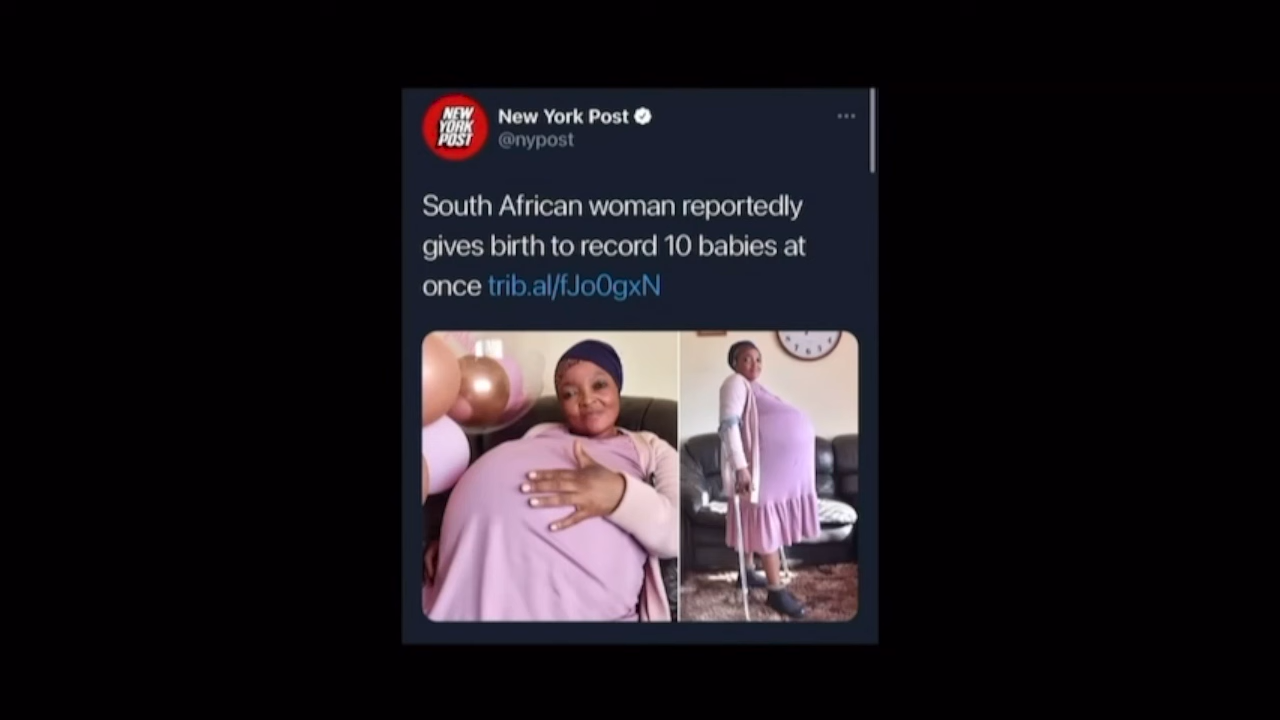 NEW
YORK
POST
New York Post
@nypost
South African woman reportedly
gives birth to record 10 babies at
once trib.al/fJo0gxN